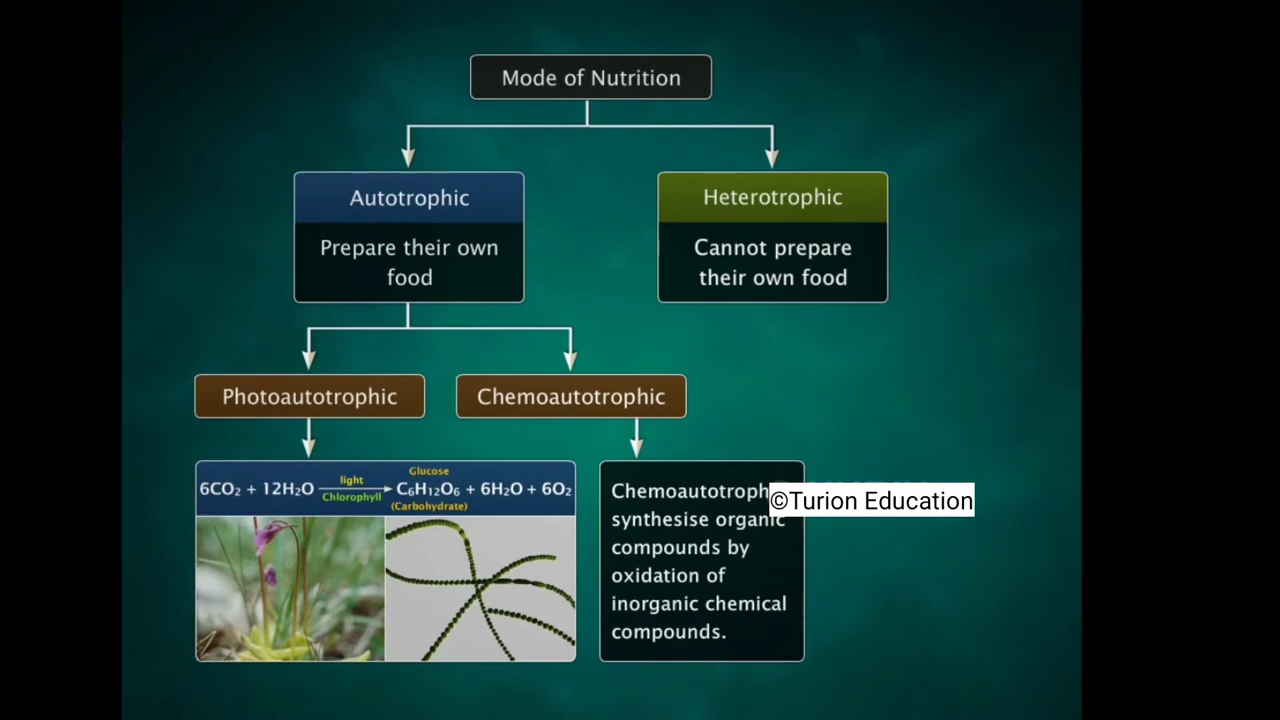 Mode of Nutrition
Autotrophic
Heterotrophic
Prepare their own
food
Cannot prepare
their own food
Photoautotrophic
Chemoautotrophic
6CO₂ + 12H₂O light Chlorophyll Glucose C₆H₁₂O₆ (Carbohydrate) + 6H₂O + 6O₂
Chemoautotroph
©Turion Education
synthesise organic
compounds by
oxidation of
inorganic chemical
compounds.